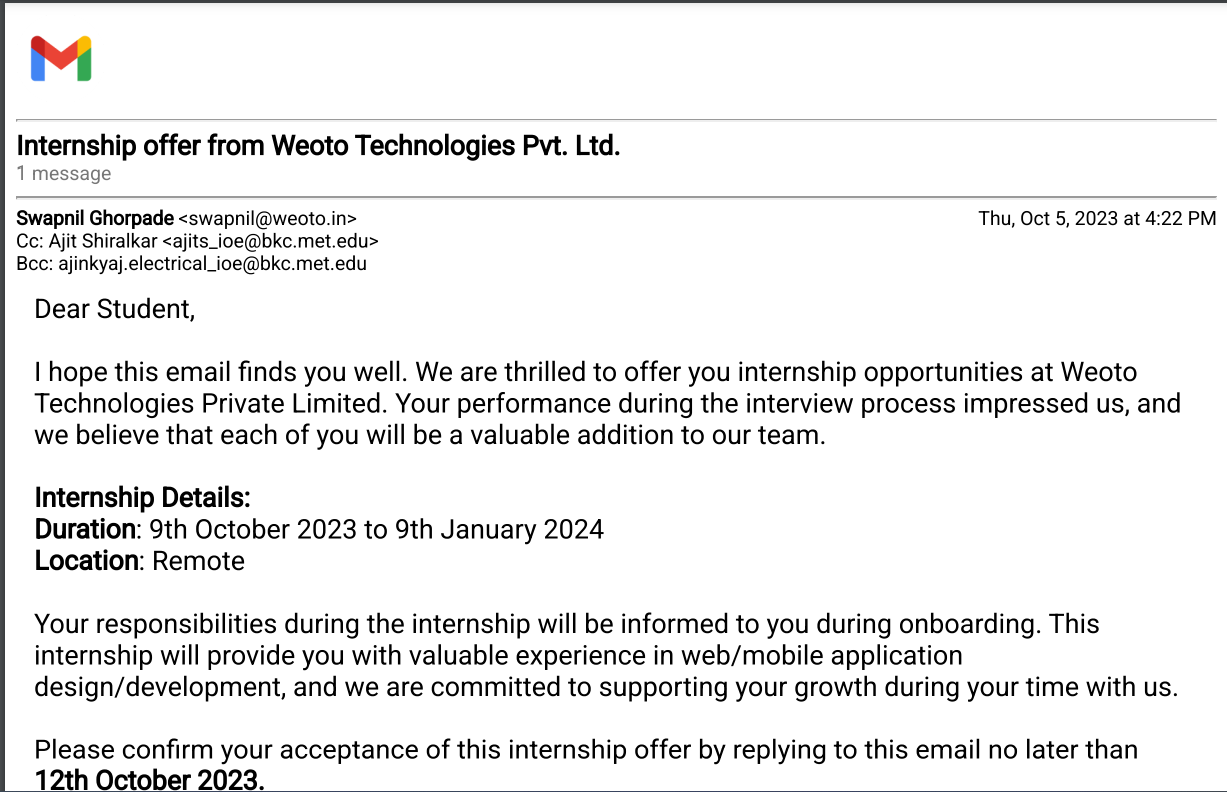 Internship offer from Weoto Technologies Pvt. Ltd.
1 message
Swapnil Ghorpade <swapnil@weoto.in> Thu, Oct 5, 2023 at 4:22 PM
Cc: Ajit Shiralkar <ajits_ioe@bkc.met.edu>
Bcc: ajinkyaj.electrical_ioe@bkc.met.edu
Dear Student,
I hope this email finds you well. We are thrilled to offer you internship opportunities at Weoto
Technologies Private Limited. Your performance during the interview process impressed us, and
we believe that each of you will be a valuable addition to our team.
Internship Details:
Duration: 9th October 2023 to 9th January 2024
Location: Remote
Your responsibilities during the internship will be informed to you during onboarding. This
internship will provide you with valuable experience in web/mobile application
design/development, and we are committed to supporting your growth during your time with us.
Please confirm your acceptance of this internship offer by replying to this email no later than
12th October 2023.